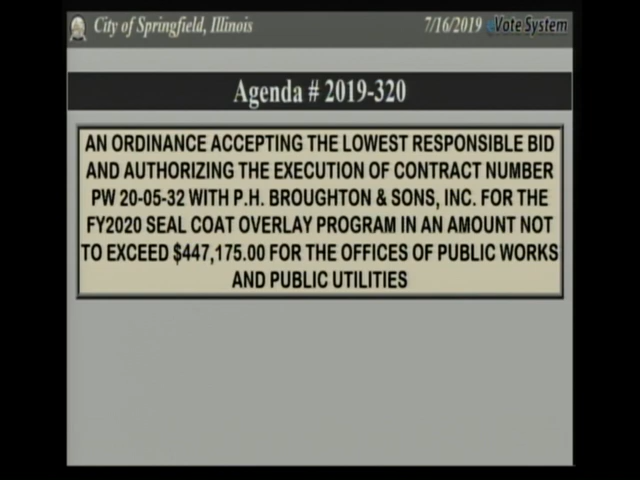 City of Springfield, Illinois 7/16/2019 eVote System
Agenda # 2019-320
AN ORDINANCE ACCEPTING THE LOWEST RESPONSIBLE BID
AND AUTHORIZING THE EXECUTION OF CONTRACT NUMBER
PW 20-05-32 WITH P.H. BROUGHTON & SONS, INC. FOR THE
FY2020 SEAL COAT OVERLAY PROGRAM IN AN AMOUNT NOT
TO EXCEED $447,175.00 FOR THE OFFICES OF PUBLIC WORKS
AND PUBLIC UTILITIES